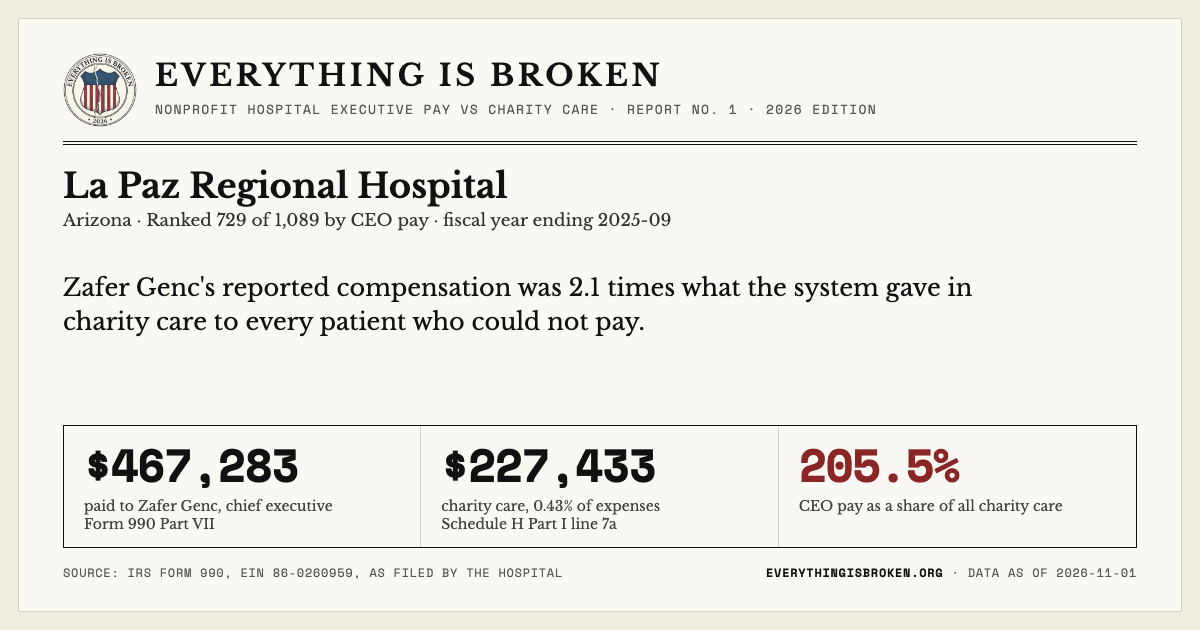 EVERYTHING IS BROKEN
· 2026 ·
EVERYTHING IS BROKEN
NONPROFIT HOSPITAL EXECUTIVE PAY VS CHARITY CARE · REPORT NO. 1 · 2026 EDITION
La Paz Regional Hospital
Arizona · Ranked 729 of 1,089 by CEO pay · fiscal year ending 2025-09
Zafer Genc's reported compensation was 2.1 times what the system gave in
charity care to every patient who could not pay.
$467,283
paid to Zafer Genc, chief executive
Form 990 Part VII
$227,433
charity care, 0.43% of expenses
Schedule H Part I line 7a
205.5%
CEO pay as a share of all charity care
SOURCE: IRS FORM 990, EIN 86-0260959, AS FILED BY THE HOSPITAL
EVERYTHINGISBROKEN.ORG · DATA AS OF 2026-11-01